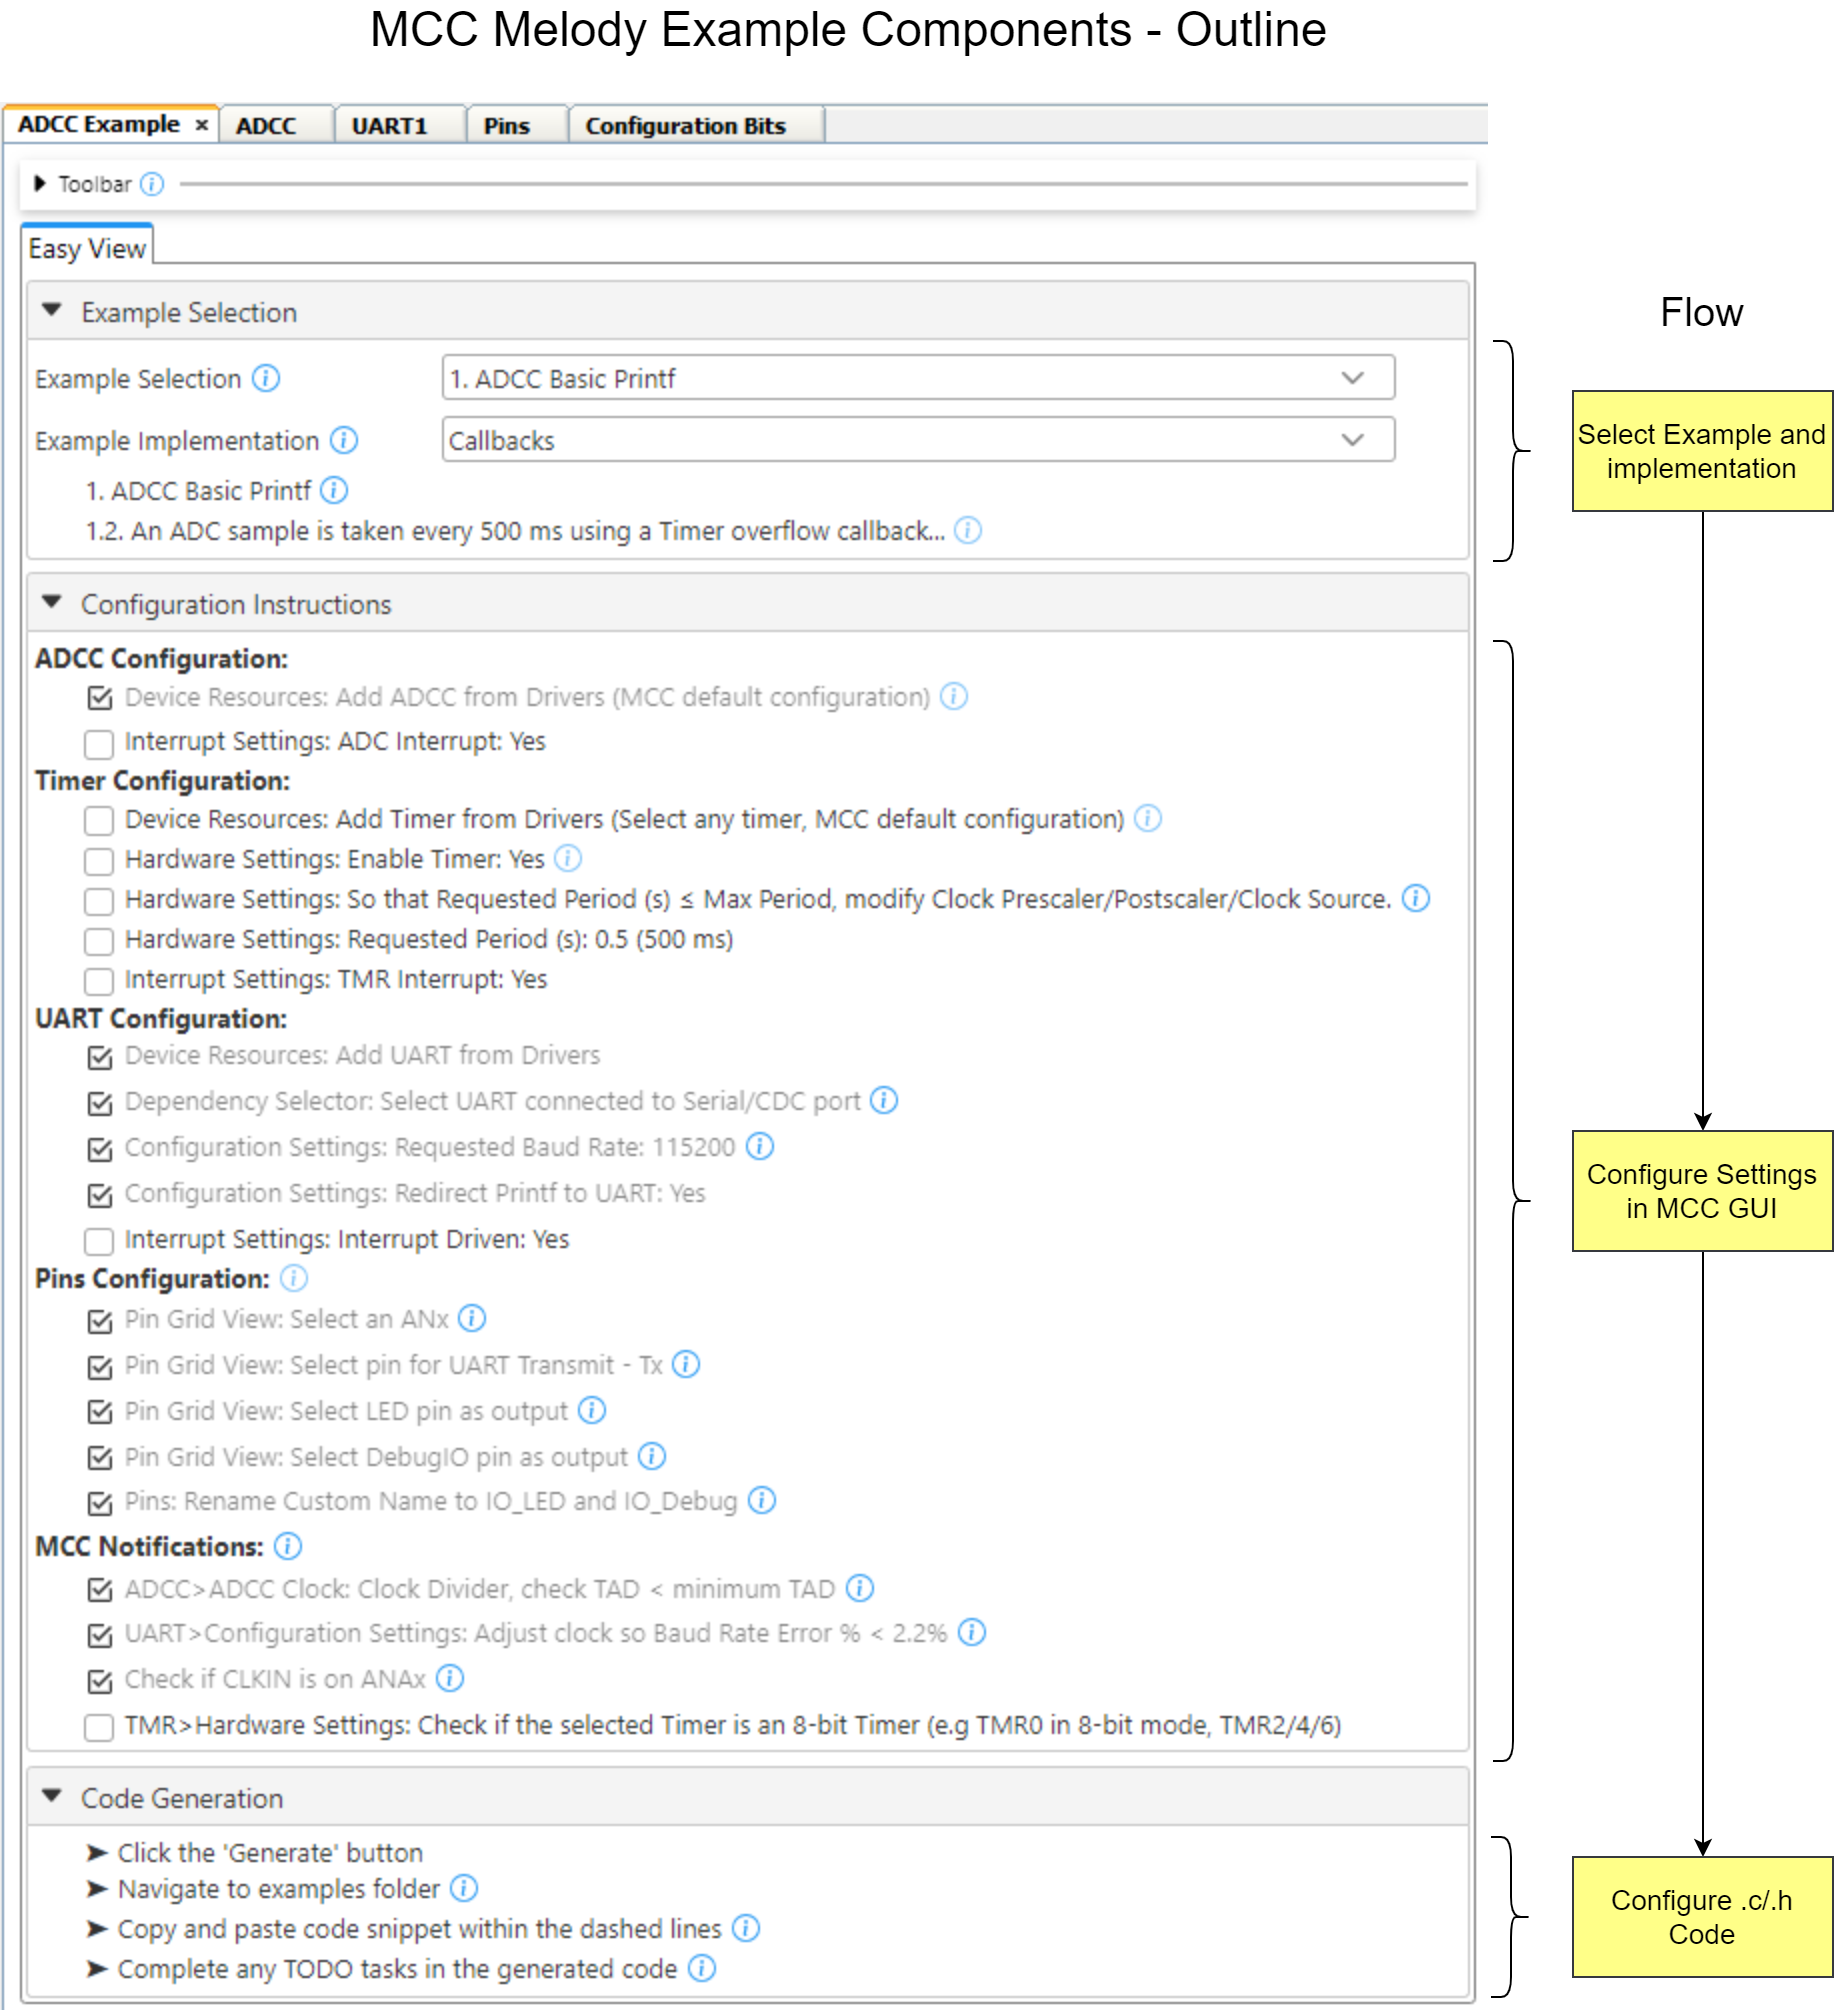 MCC Melody Example Components - Outline
ADCC Example × ADCC UART1 Pins Configuration Bits
Toolbar
Easy View
Example Selection
Flow
Example Selection 1. ADCC Basic Printf
Example Implementation Callbacks
Select Example and
implementation
1. ADCC Basic Printf
1.2. An ADC sample is taken every 500 ms using a Timer overflow callback...
Configuration Instructions
ADCC Configuration:
Device Resources: Add ADCC from Drivers (MCC default configuration)
Interrupt Settings: ADC Interrupt: Yes
Timer Configuration:
Device Resources: Add Timer from Drivers (Select any timer, MCC default configuration)
Hardware Settings: Enable Timer: Yes
Hardware Settings: So that Requested Period (s) ≤ Max Period, modify Clock Prescaler/Postscaler/Clock Source.
Hardware Settings: Requested Period (s): 0.5 (500 ms)
Interrupt Settings: TMR Interrupt: Yes
UART Configuration:
Device Resources: Add UART from Drivers
Dependency Selector: Select UART connected to Serial/CDC port
Configuration Settings: Requested Baud Rate: 115200
Configuration Settings: Redirect Printf to UART: Yes
Interrupt Settings: Interrupt Driven: Yes
Configure Settings
in MCC GUI
Pins Configuration:
Pin Grid View: Select an ANx
Pin Grid View: Select pin for UART Transmit - Tx
Pin Grid View: Select LED pin as output
Pin Grid View: Select DebugIO pin as output
Pins: Rename Custom Name to IO_LED and IO_Debug
MCC Notifications:
ADCC>ADCC Clock: Clock Divider, check TAD < minimum TAD
UART>Configuration Settings: Adjust clock so Baud Rate Error % < 2.2%
Check if CLKIN is on ANAx
TMR>Hardware Settings: Check if the selected Timer is an 8-bit Timer (e.g TMR0 in 8-bit mode, TMR2/4/6)
Code Generation
Click the 'Generate' button
Navigate to examples folder
Copy and paste code snippet within the dashed lines
Complete any TODO tasks in the generated code
Configure .c/.h
Code